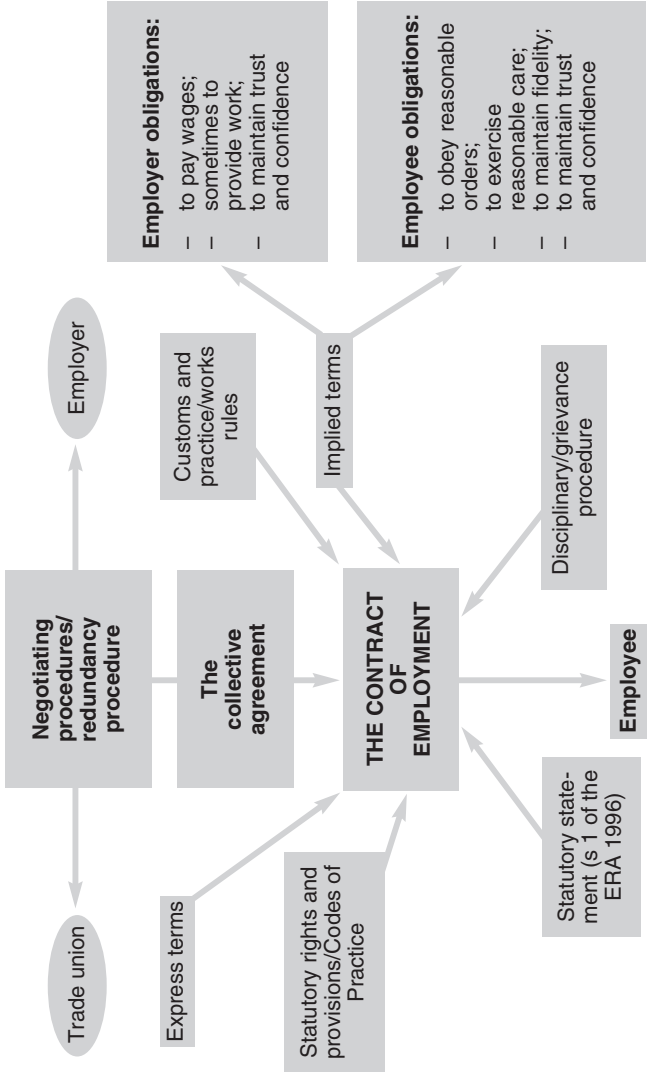 Trade union
Negotiating
procedures/
redundancy
procedure
Employer
The
collective
agreement
Express terms
Customs and
practice/works
rules
Statutory rights and
provisions/Codes of
Practice
THE CONTRACT
OF
EMPLOYMENT
Implied terms
Employer obligations:
– to pay wages;
– sometimes to
provide work;
– to maintain trust
and confidence
Employee obligations:
– to obey reasonable
orders;
– to exercise
reasonable care;
– to maintain fidelity;
– to maintain trust
and confidence
Statutory state-
ment (s 1 of the
ERA 1996)
Disciplinary/grievance
procedure
Employee